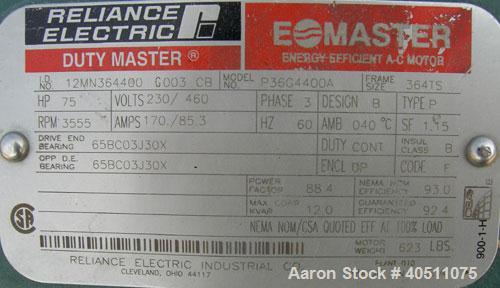 RELIANCE
ELECTRIC
DUTY MASTER ®
E MASTER
ENERGY EFFICIENT A-C MOTOR
I.D. NO. 12MN364400 G003 CB MODEL NO. P36G4400A FRAME SIZE 364TS
HP 75 VOLTS 230/ 460 PHASE 3 DESIGN B TYPE P
RPM 3555 AMPS 170./85.3 HZ 60 AMB 040°C SF 1.15
DRIVE END BEARING 65BC03J30X DUTY CONT. INSUL CLASS B
OPP D.E. BEARING 65BC03J30X ENCL DP CODE F
POWER FACTOR 88.4 NEMA NOM EFFICIENCY 93.0
MAX CORR KVAR 12.0 GUARANTEED EFFICIENCY 92.4
NEMA NOM/CSA QUOTED EFF AT 100% LOAD
MOTOR WEIGHT 623 LBS.
RELIANCE ELECTRIC INDUSTRIAL CO.
CLEVELAND, OHIO 44117
900-1-H
Aaron Stock # 40511075